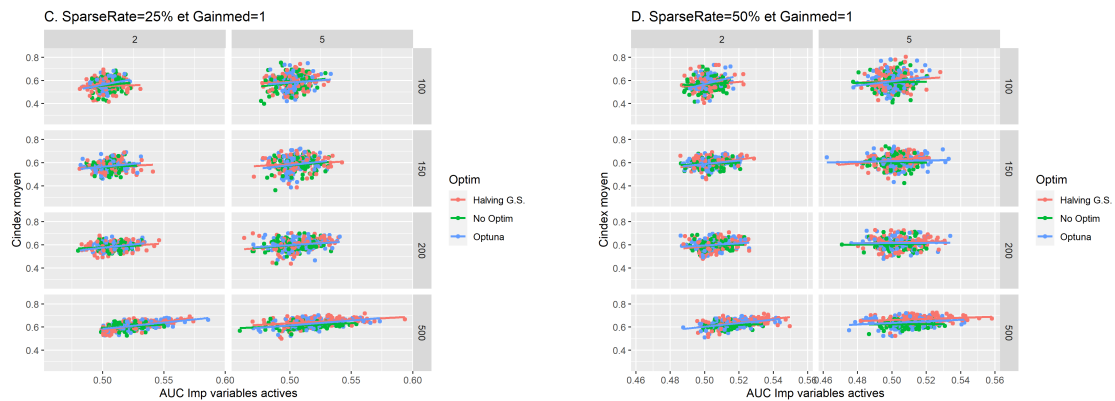 C. SparseRate=25% et Gainmed=1
2 5
0.8
0.6
0.4
100
0.8
0.6
0.4
150
0.8
0.6
0.4
200
0.8
0.6
0.4
500
Cindex moyen
0.50 0.55 0.60 0.50 0.55 0.60
AUC Imp variables actives
Optim
Halving G.S.
No Optim
Optuna
D. SparseRate=50% et Gainmed=1
2 5
0.8
0.6
0.4
100
0.8
0.6
0.4
150
0.8
0.6
0.4
200
0.8
0.6
0.4
500
Cindex moyen
0.46 0.48 0.50 0.52 0.54 0.56 0.46 0.48 0.50 0.52 0.54 0.56
AUC Imp variables actives
Optim
Halving G.S.
No Optim
Optuna